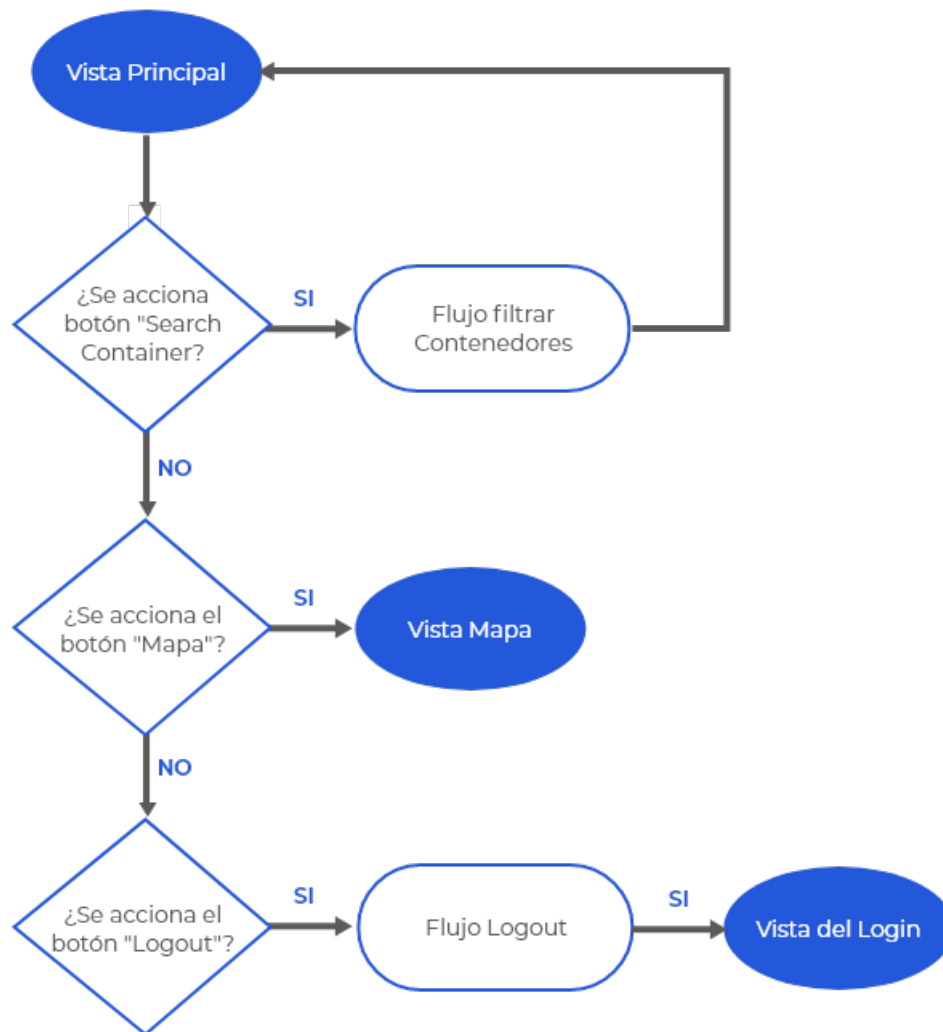 Vista Principal
¿Se acciona
botón "Search
Container?
SI
Flujo filtrar
Contenedores
NO
¿Se acciona el
botón "Mapa"?
SI
Vista Mapa
NO
¿Se acciona el
botón "Logout"?
SI
Flujo Logout
SI
Vista del Login